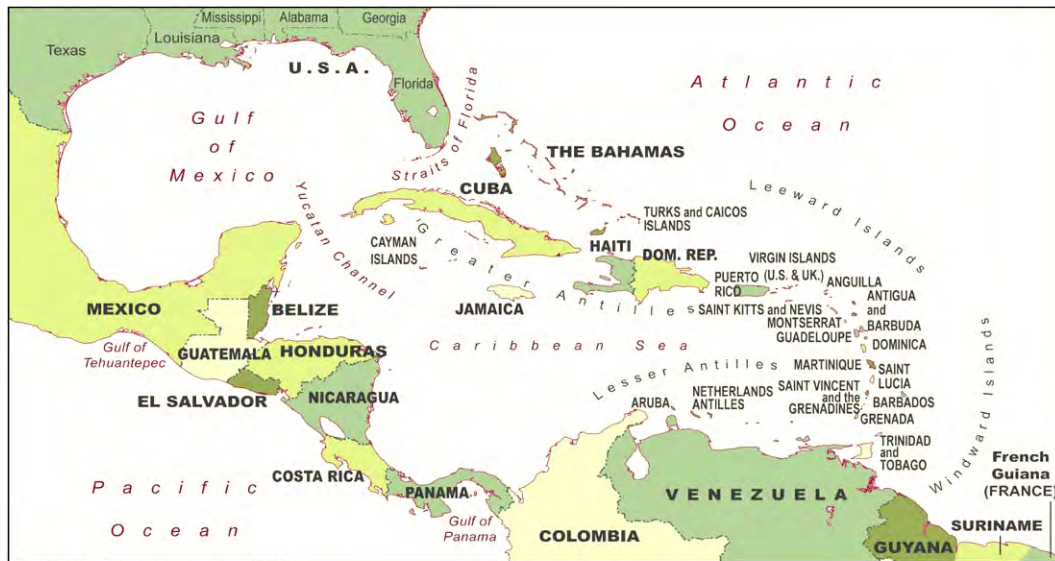 Mississippi
Alabama
Georgia
Texas
Louisiana
U.S.A.
Florida
Atlantic
Ocean
Gulf
of
Mexico
Straits of Florida
THE BAHAMAS
CUBA
Yucatan Channel
Leeward Islands
TURKS and CAICOS
ISLANDS
CAYMAN
ISLANDS
Greater Antilles
HAITI
DOM. REP.
VIRGIN ISLANDS
(U.S. & UK.)
PUERTO
RICO
ANGUILLA
MEXICO
BELIZE
JAMAICA
SAINT KITTS and NEVIS
ANTIGUA
and
BARBUDA
MONTSERRAT
GUADELOUPE
Gulf of
Tehuantepec
GUATEMALA
HONDURAS
Caribbean Sea
DOMINICA
Lesser Antilles
MARTINIQUE
SAINT
LUCIA
Windward Islands
EL SALVADOR
NICARAGUA
ARUBA
NETHERLANDS
ANTILLES
SAINT VINCENT
and the
GRENADINES
BARBADOS
GRENADA
TRINIDAD
and
TOBAGO
French
Guiana
(FRANCE)
COSTA RICA
PANAMA
Pacific
Ocean
Gulf of
Panama
VENEZUELA
COLOMBIA
SURINAME
GUYANA